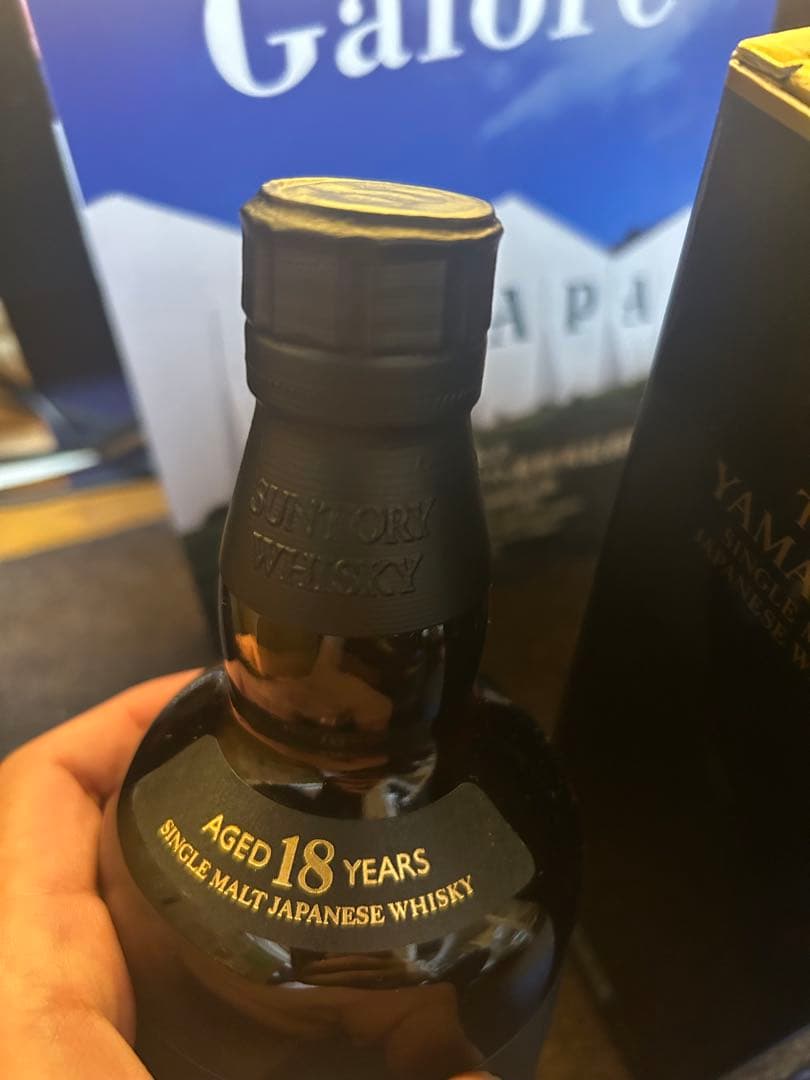 Galore
APA
SUNTORY
WHISKY
AGED 18 YEARS
SINGLE MALT JAPANESE WHISKY
YAMA
SINGLE
JAPANESE W